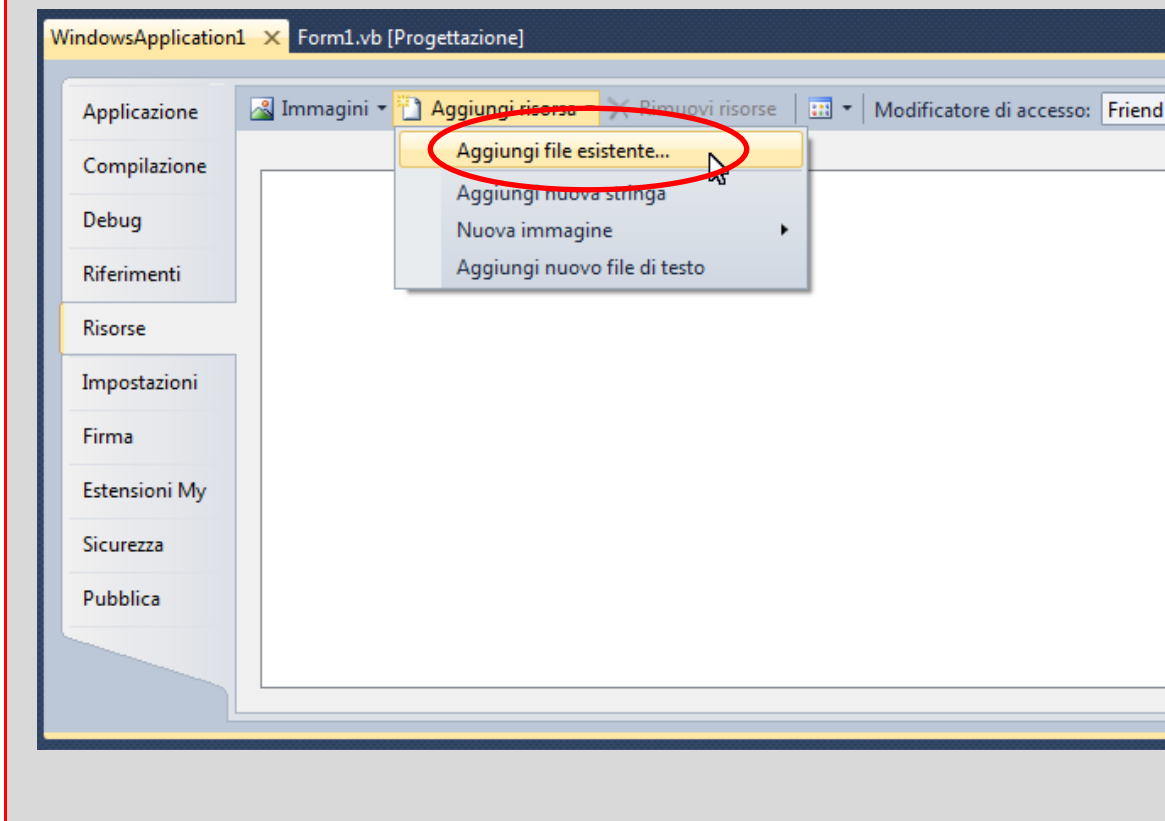 WindowsApplication1 Form1.vb [Progettazione]
Immagini Aggiungi risorsa Rimuovi risorse Modificatore di accesso: Friend
Aggiungi file esistente...
Aggiungi nuova stringa
Nuova immagine
Aggiungi nuovo file di testo
Applicazione
Compilazione
Debug
Riferimenti
Risorse
Impostazioni
Firma
Estensioni My
Sicurezza
Pubblica